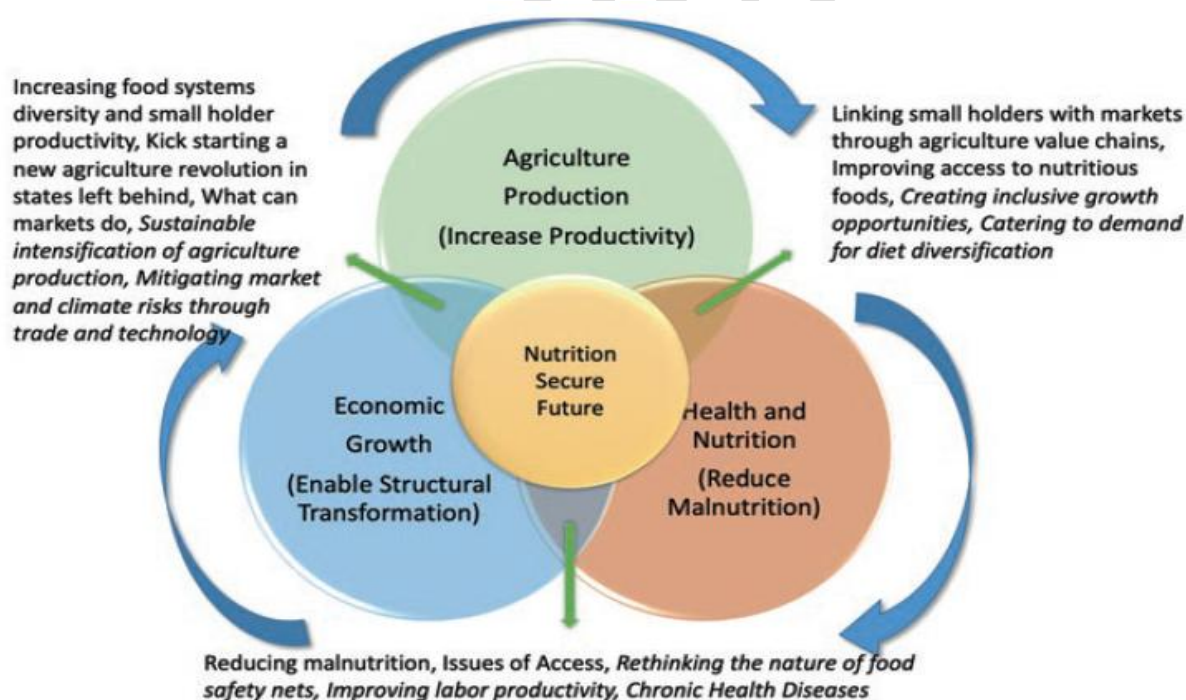 Increasing food systems
diversity and small holder
productivity, Kick starting a
new agriculture revolution in
states left behind, What can
markets do, Sustainable
intensification of agriculture
production, Mitigating market
and climate risks through
trade and technology
Agriculture
Production
(Increase Productivity)
Linking small holders with markets
through agriculture value chains,
Improving access to nutritious
foods, Creating inclusive growth
opportunities, Catering to demand
for diet diversification
Nutrition
Secure
Future
Economic
Growth
(Enable Structural
Transformation)
Health and
Nutrition
(Reduce
Malnutrition)
Reducing malnutrition, Issues of Access, Rethinking the nature of food
safety nets, Improving labor productivity, Chronic Health Diseases